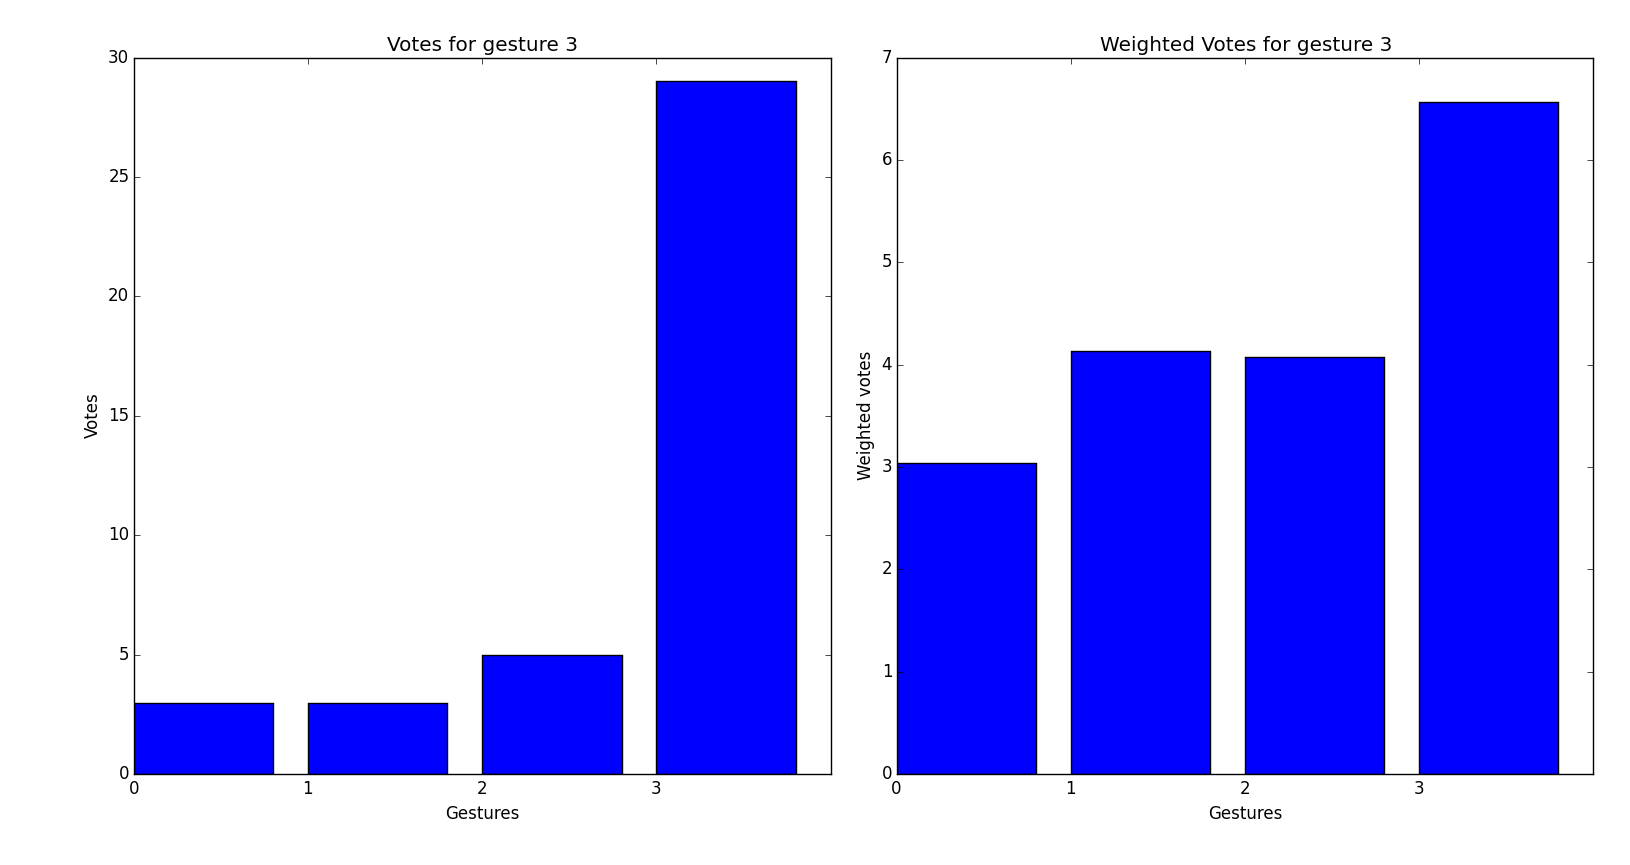 Votes for gesture 3
30
25
20
15
10
5
0
Votes
0 1 2 3
Gestures
Weighted Votes for gesture 3
7
6
5
4
3
2
1
0
Weighted votes
0 1 2 3
Gestures